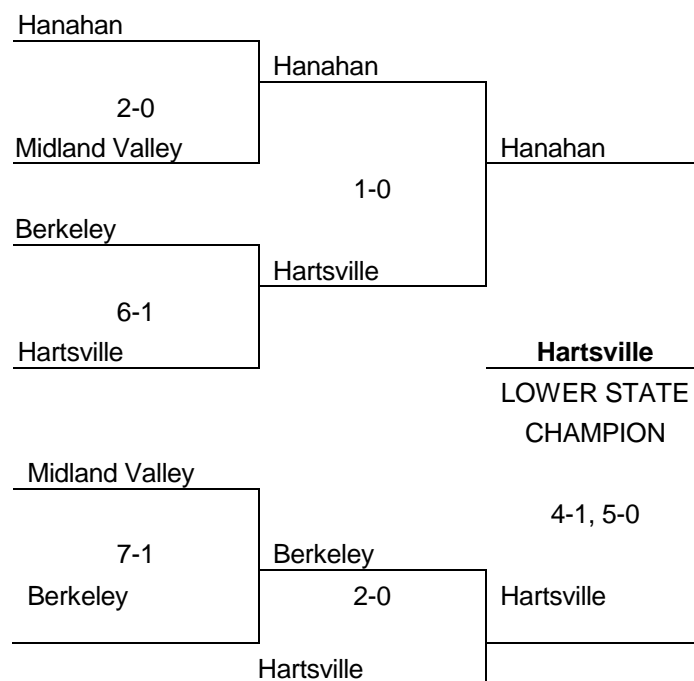 Hanahan
Hanahan
2-0
Midland Valley
Hanahan
1-0
Berkeley
Hartsville
6-1
Hartsville
Hartsville
LOWER STATE
CHAMPION
Midland Valley
4-1, 5-0
7-1
Berkeley
Berkeley
2-0
Hartsville
Hartsville